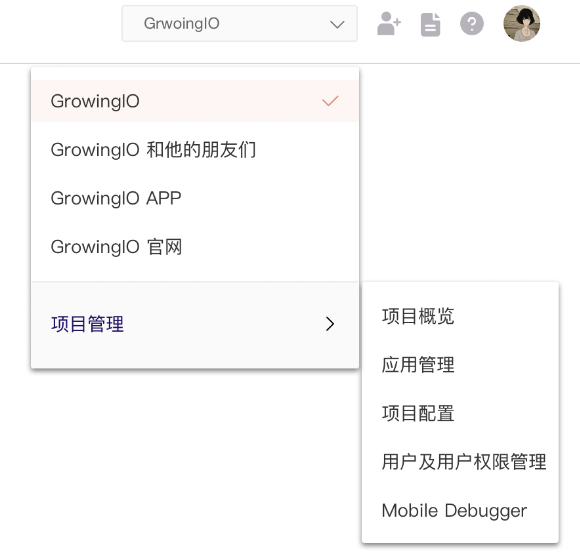 GrwoingIO
GrowingIO
GrowingIO 和他的朋友们
GrowingIO APP
GrowingIO 官网
项目管理
项目概览
应用管理
项目配置
用户及用户权限管理
Mobile Debugger